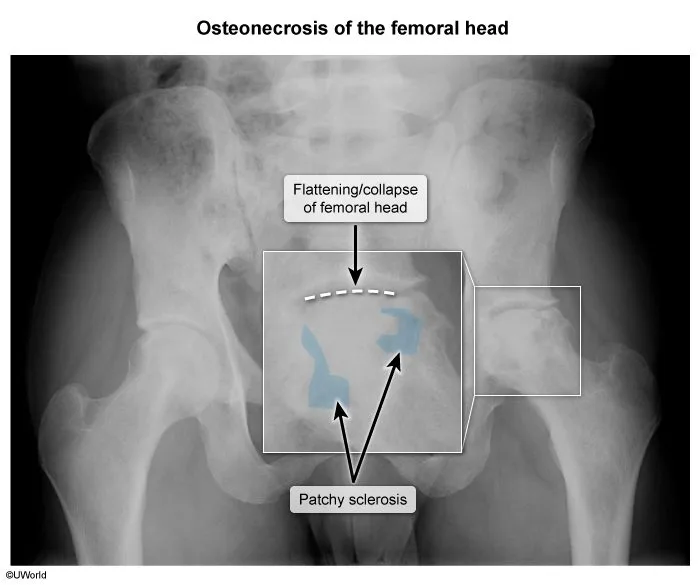 Osteonecrosis of the femoral head
Flattening/collapse
of femoral head
Patchy sclerosis
©UWorld